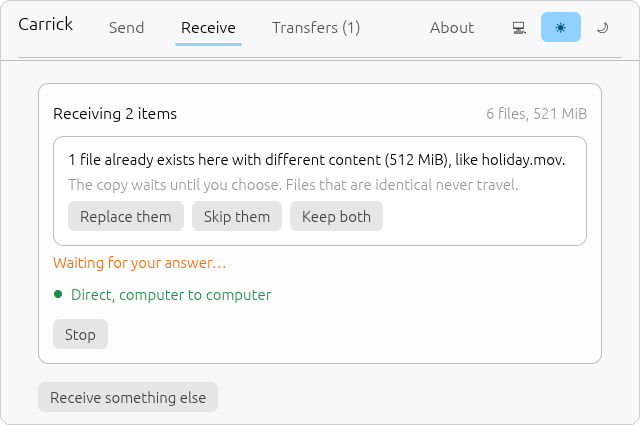 Carrick Send Receive Transfers (1) About
Receiving 2 items 6 files, 521 MiB
1 file already exists here with different content (512 MiB), like holiday.mov.
The copy waits until you choose. Files that are identical never travel.
Replace them Skip them Keep both
Waiting for your answer…
Direct, computer to computer
Stop
Receive something else